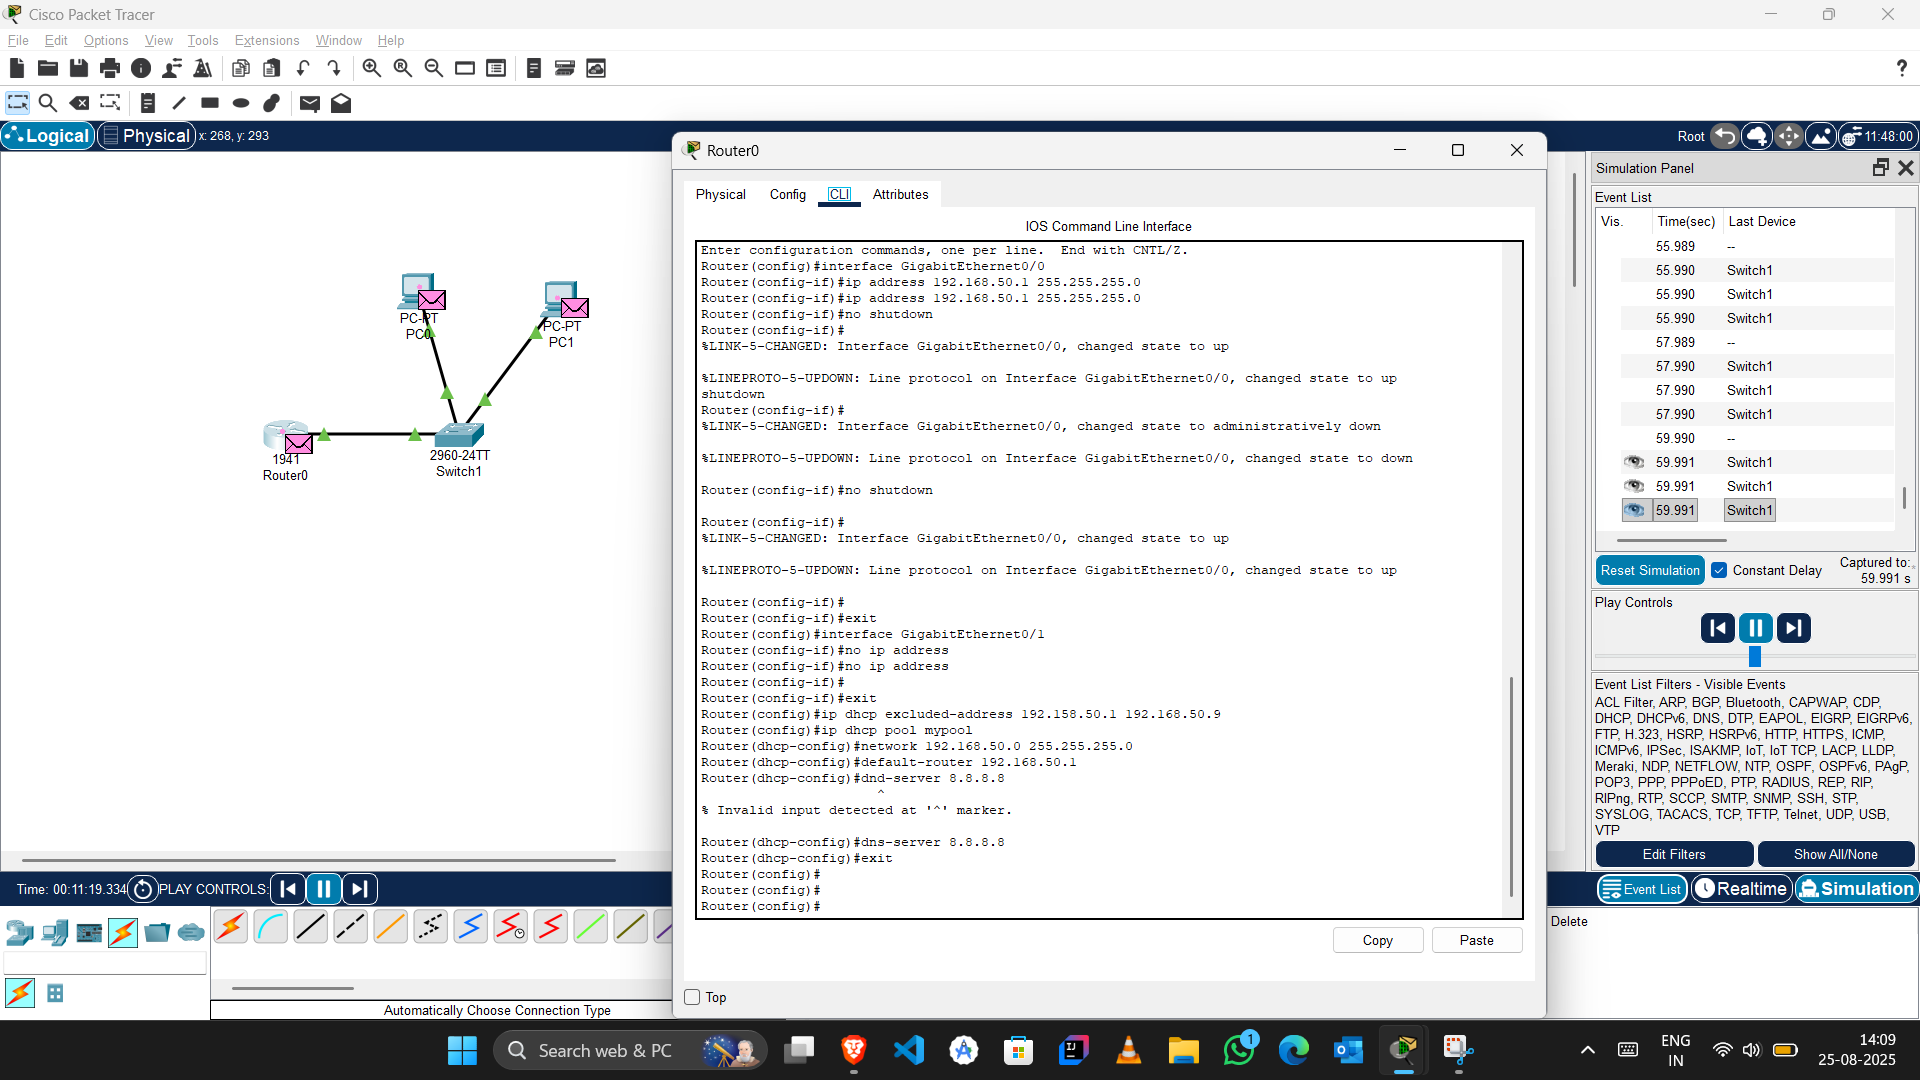 Cisco Packet Tracer
File Edit Options View Tools Extensions Window Help
?
Logical Physical x: 268, y: 293
Root 11:48:00
PC-PT
PC0
PC-PT
PC1
1941
Router0
2960-24TT
Switch1
Router0
Physical Config CLI Attributes
IOS Command Line Interface
Enter configuration commands, one per line.  End with CNTL/Z.
Router(config)#interface GigabitEthernet0/0
Router(config-if)#ip address 192.168.50.1 255.255.255.0
Router(config-if)#ip address 192.168.50.1 255.255.255.0
Router(config-if)#no shutdown
Router(config-if)#
%LINK-5-CHANGED: Interface GigabitEthernet0/0, changed state to up
%LINEPROTO-5-UPDOWN: Line protocol on Interface GigabitEthernet0/0, changed state to up
shutdown
Router(config-if)#
%LINK-5-CHANGED: Interface GigabitEthernet0/0, changed state to administratively down
%LINEPROTO-5-UPDOWN: Line protocol on Interface GigabitEthernet0/0, changed state to down
Router(config-if)#no shutdown
Router(config-if)#
%LINK-5-CHANGED: Interface GigabitEthernet0/0, changed state to up
%LINEPROTO-5-UPDOWN: Line protocol on Interface GigabitEthernet0/0, changed state to up
Router(config-if)#
Router(config-if)#exit
Router(config)#interface GigabitEthernet0/1
Router(config-if)#no ip address
Router(config-if)#no ip address
Router(config-if)#
Router(config-if)#exit
Router(config)#ip dhcp excluded-address 192.158.50.1 192.168.50.9
Router(config)#ip dhcp pool mypool
Router(dhcp-config)#network 192.168.50.0 255.255.255.0
Router(dhcp-config)#default-router 192.168.50.1
Router(dhcp-config)#dnd-server 8.8.8.8
^
% Invalid input detected at '^' marker.
Router(dhcp-config)#dns-server 8.8.8.8
Router(dhcp-config)#exit
Router(config)#
Router(config)#
Router(config)#
Copy Paste
Top
Simulation Panel
Event List
Vis. Time(sec) Last Device
55.989 --
55.990 Switch1
55.990 Switch1
55.990 Switch1
57.989 --
57.990 Switch1
57.990 Switch1
57.990 Switch1
59.990 --
59.991 Switch1
59.991 Switch1
59.991 Switch1
Reset Simulation Constant Delay Captured to:
59.991 s
Play Controls
Event List Filters - Visible Events
ACL Filter, ARP, BGP, Bluetooth, CAPWAP, CDP,
DHCP, DHCPv6, DNS, DTP, EAPOL, EIGRP, EIGRPv6,
FTP, H.323, HSRP, HSRPv6, HTTP, HTTPS, ICMP,
ICMPv6, IPSec, ISAKMP, IoT, IoT TCP, LACP, LLDP,
Meraki, NDP, NETFLOW, NTP, OSPF, OSPFv6, PAgP,
POP3, PPP, PPPoED, PTP, RADIUS, REP, RIP,
RIPng, RTP, SCCP, SMTP, SNMP, SSH, STP,
SYSLOG, TACACS, TCP, TFTP, Telnet, UDP, USB,
VTP
Edit Filters Show All/None
Time: 00:11:19.334 PLAY CONTROLS:
Event List Realtime Simulation
Delete
Automatically Choose Connection Type
Search web & PC
1
ENG
IN
14:09
25-08-2025